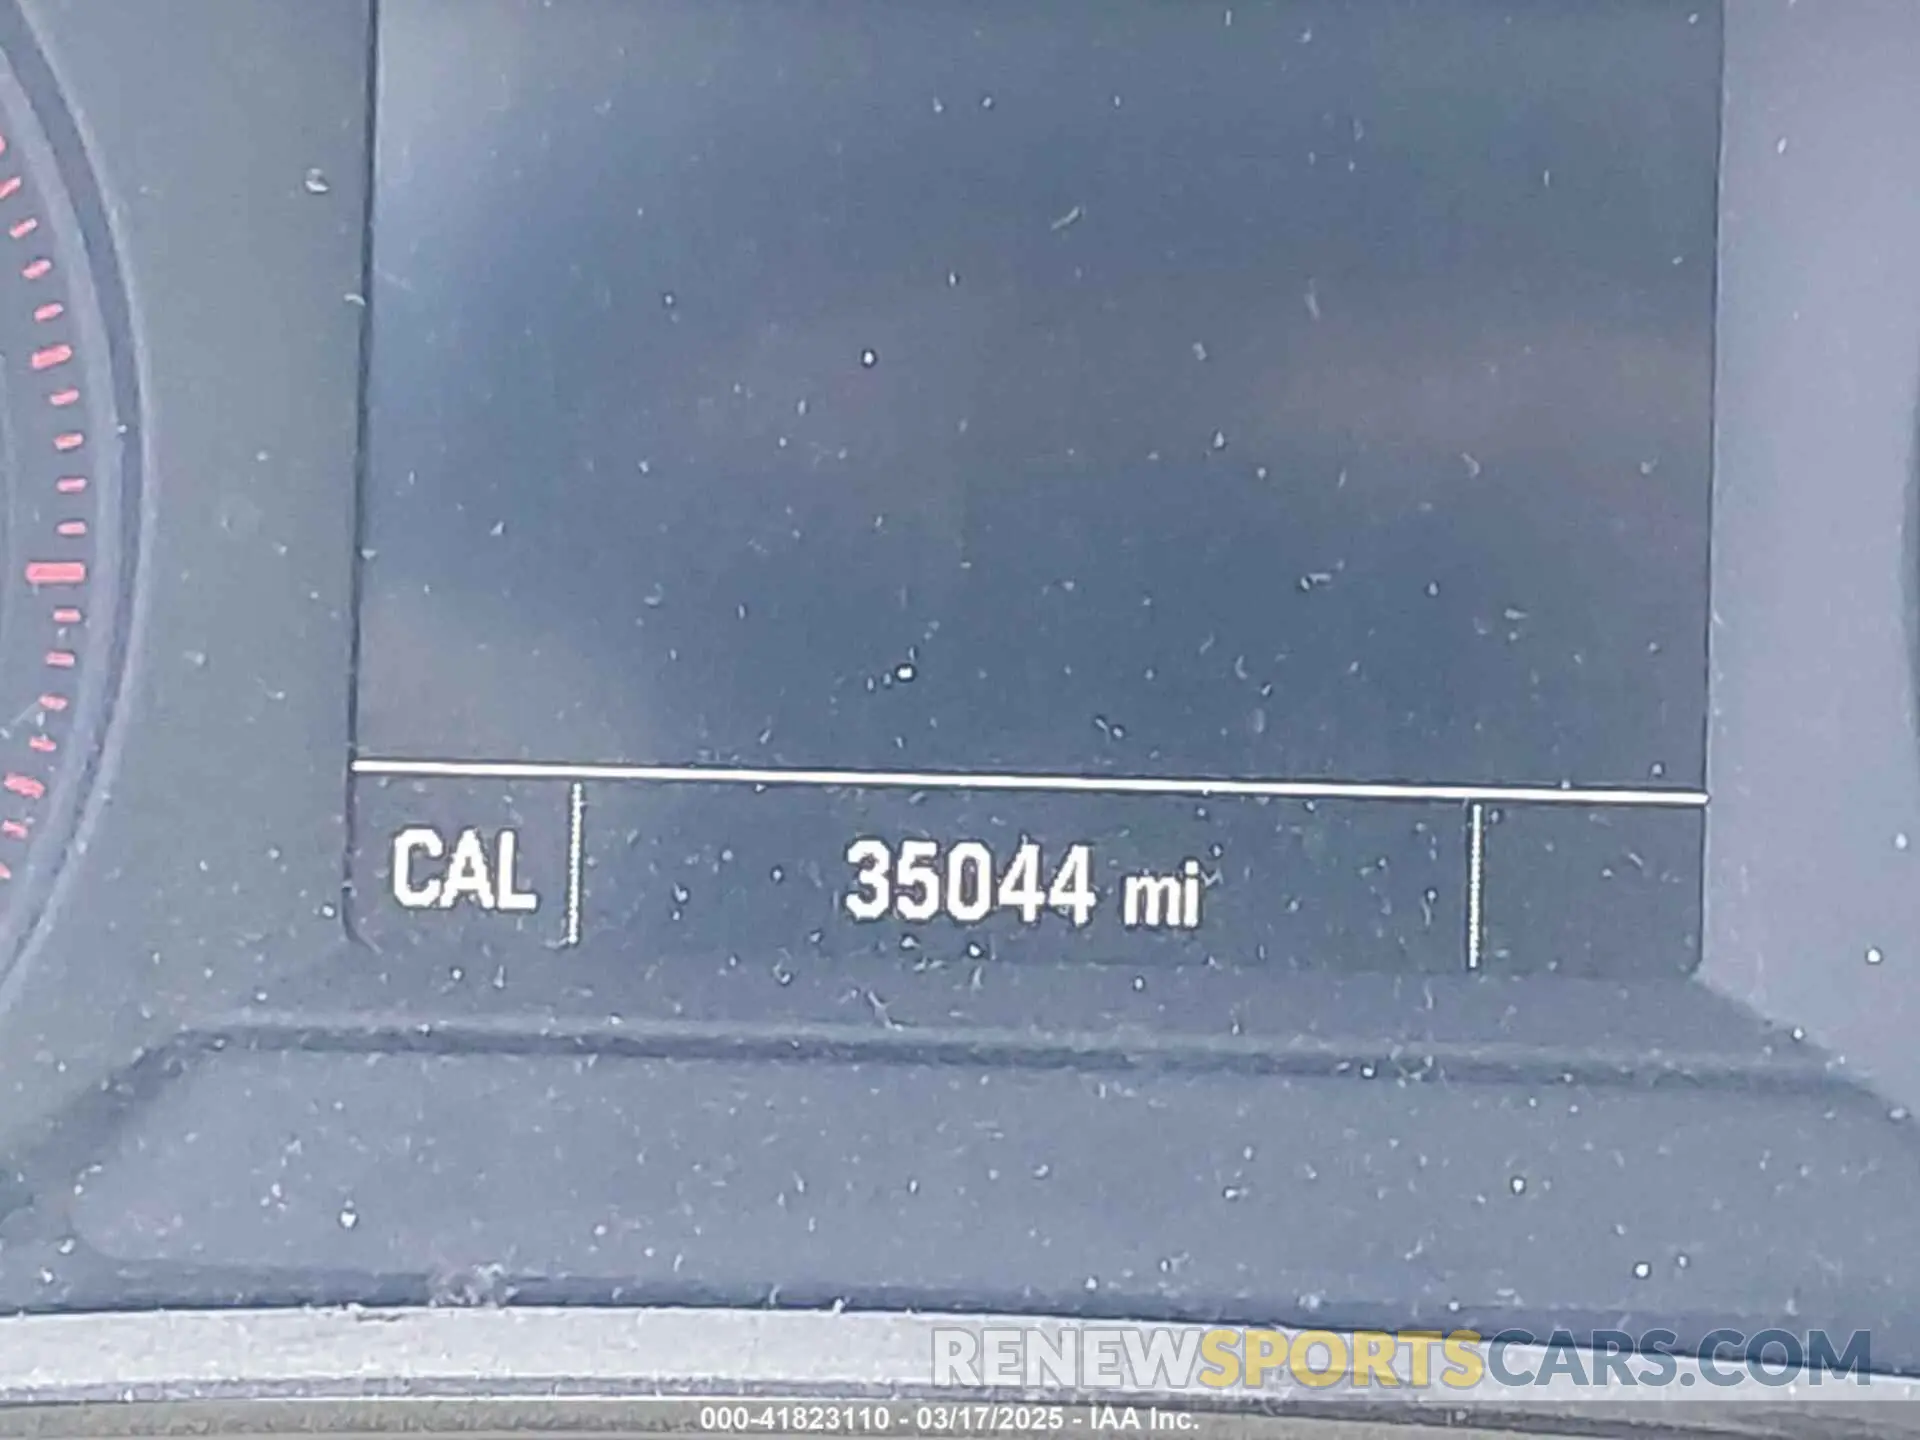 CAL 35044 mi
RENEWSPORTSCARS.COM
000-41823110 - 03/17/2025 - IAA Inc.